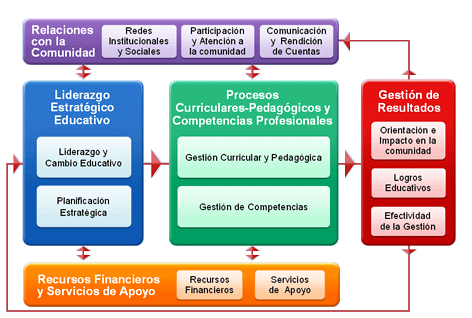 Relaciones
con la
Comunidad
Redes
Institucionales
y Sociales
Participación
y Atención a
la comunidad
Comunicación
y Rendición
de Cuentas
Liderazgo
Estratégico
Educativo
Liderazgo y
Cambio Educativo
Planificación
Estratégica
Procesos
Curriculares-Pedagógicos y
Competencias Profesionales
Gestión Curricular y Pedagógica
Gestión de Competencias
Gestión de
Resultados
Orientación e
Impacto en la
comunidad
Logros
Educativos
Efectividad
de la Gestión
Recursos Financieros
y Servicios de Apoyo
Recursos
Financieros
Servicios
de Apoyo